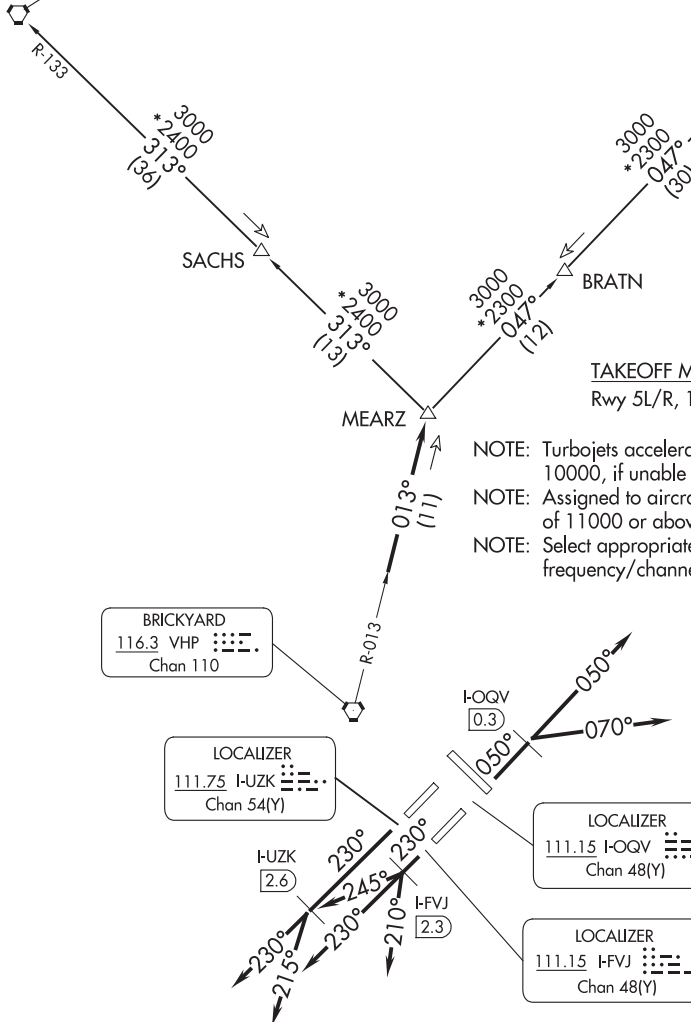 R-133
3000
*2400
313°
(36)
3000
*2300
047°
(30)
SACHS
BRATN
3000
*2400
313°
(13)
3000
*2300
047°
(12)
TAKEOFF M
Rwy 5L/R, 1
MEARZ
NOTE: Turbojets accelera
10000, if unable
NOTE: Assigned to aircra
of 11000 or abov
NOTE: Select appropriate
frequency/channe
013°
(11)
R-013
BRICKYARD
116.3 VHP
Chan 110
I-OQV
0.3
050°
050°
070°
LOCALIZER
111.75 I-UZK
Chan 54(Y)
LOCALIZER
111.15 I-OQV
Chan 48(Y)
I-UZK
2.6
230°
230°
245°
I-FVJ
2.3
230°
215°
230°
210°
LOCALIZER
111.15 I-FVJ
Chan 48(Y)